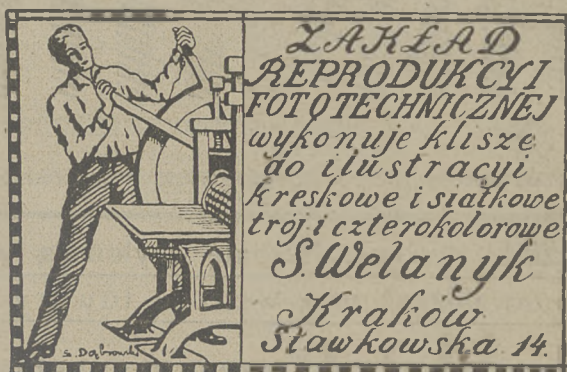 ZAKŁAD
REPRODUKCYI
FOTOTECHNICZNEJ
wykonuje klisze
do ilustracyi
kreskowe i siatkowe
trój i czterokolorowe
S. Welanyk
Kraków
Sławkowska 14.
S. Dąbrowski